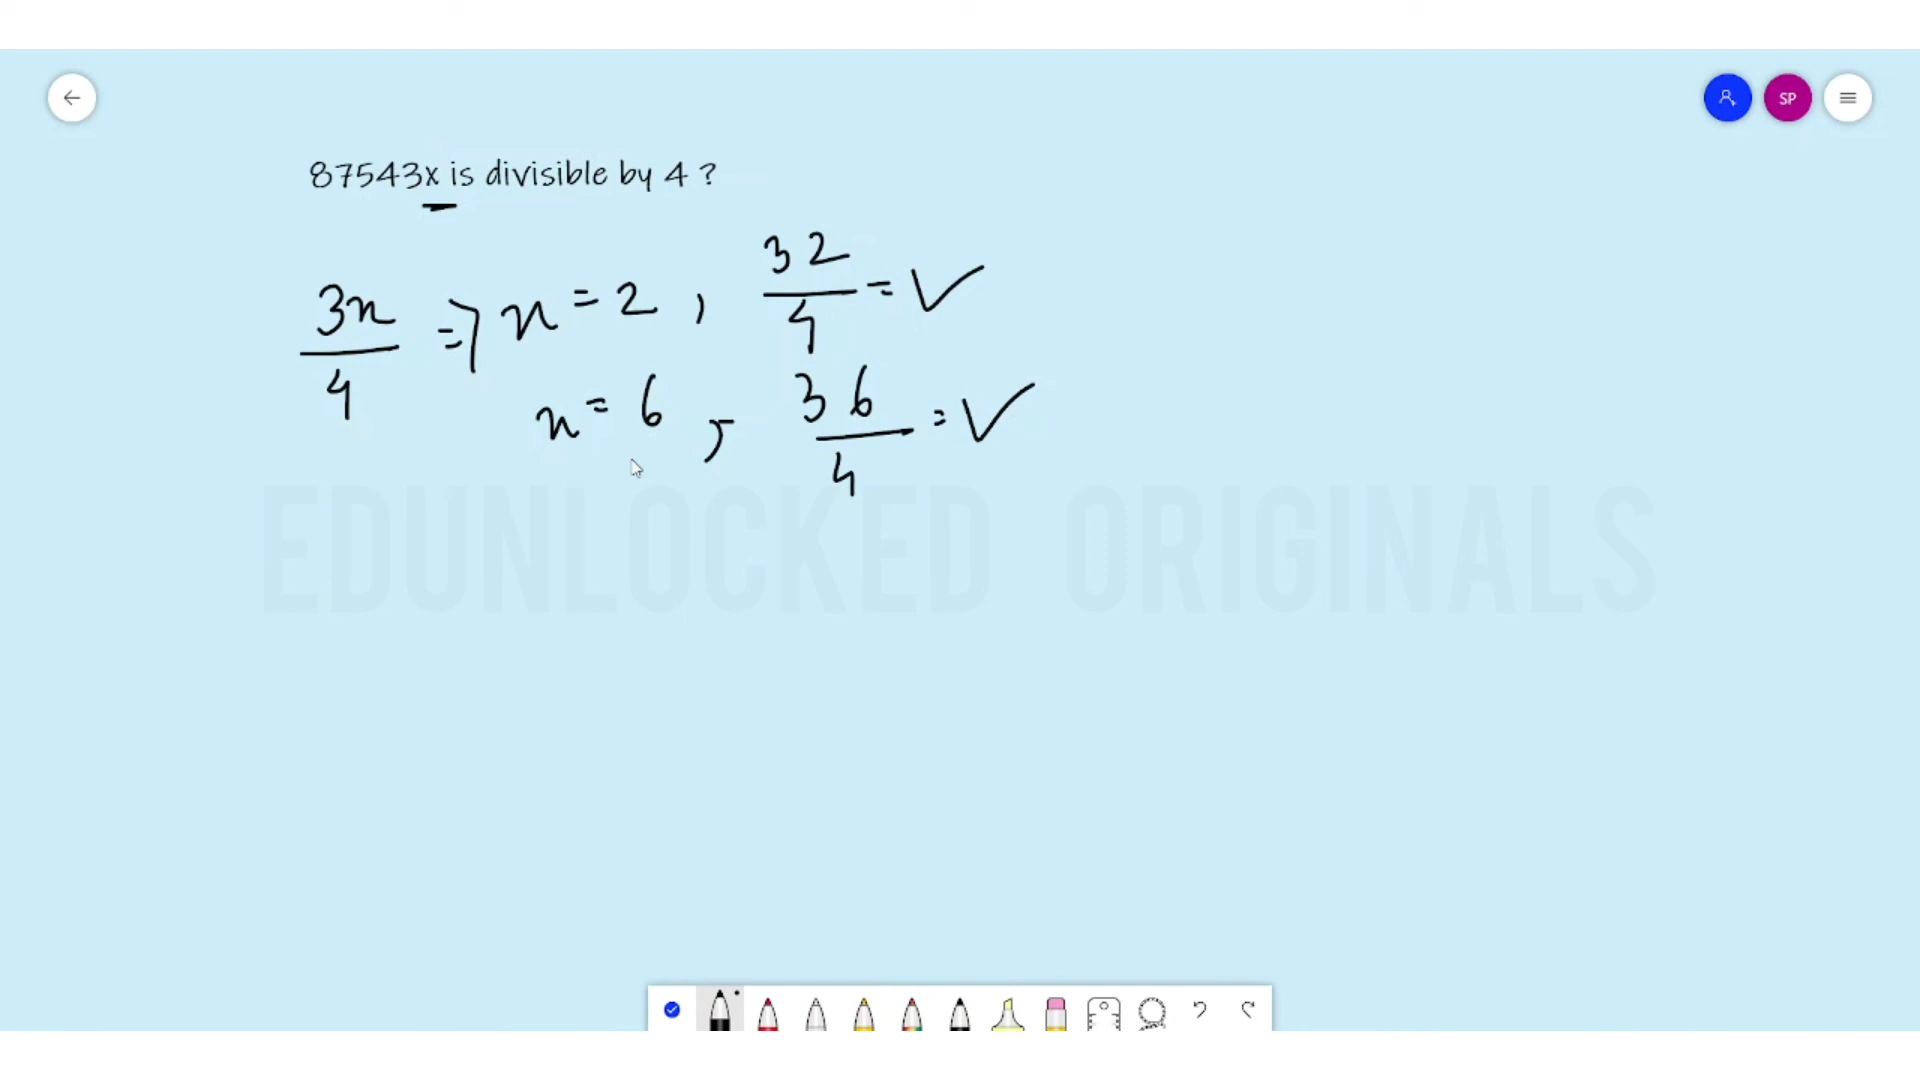 SP
87543x is divisible by 4 ?
3x/4 => x = 2 , 32/4 = ✓
x = 6 , 36/4 = ✓
EDUNLOCKED ORIGINALS